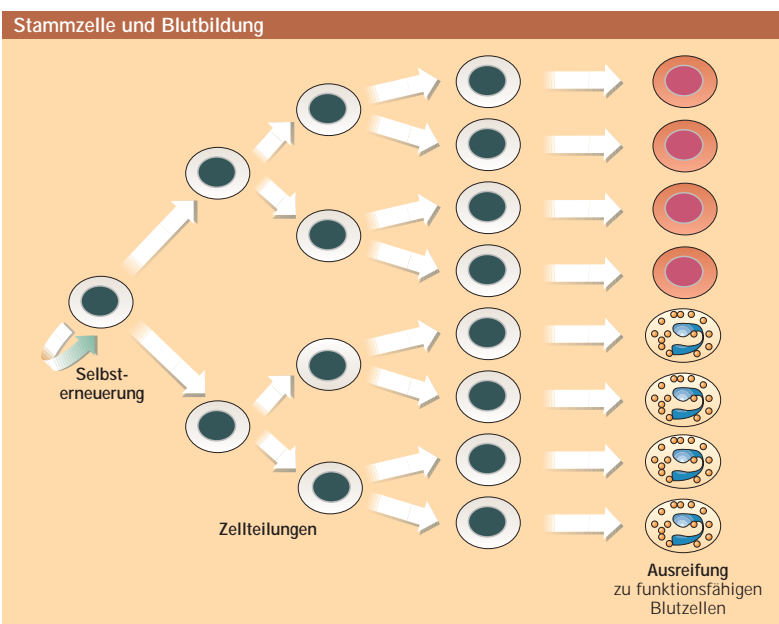 Stammzelle und Blutbildung
Selbst-
erneuerung
Zellteilungen
Ausreifung
zu funktionsfähigen
Blutzellen